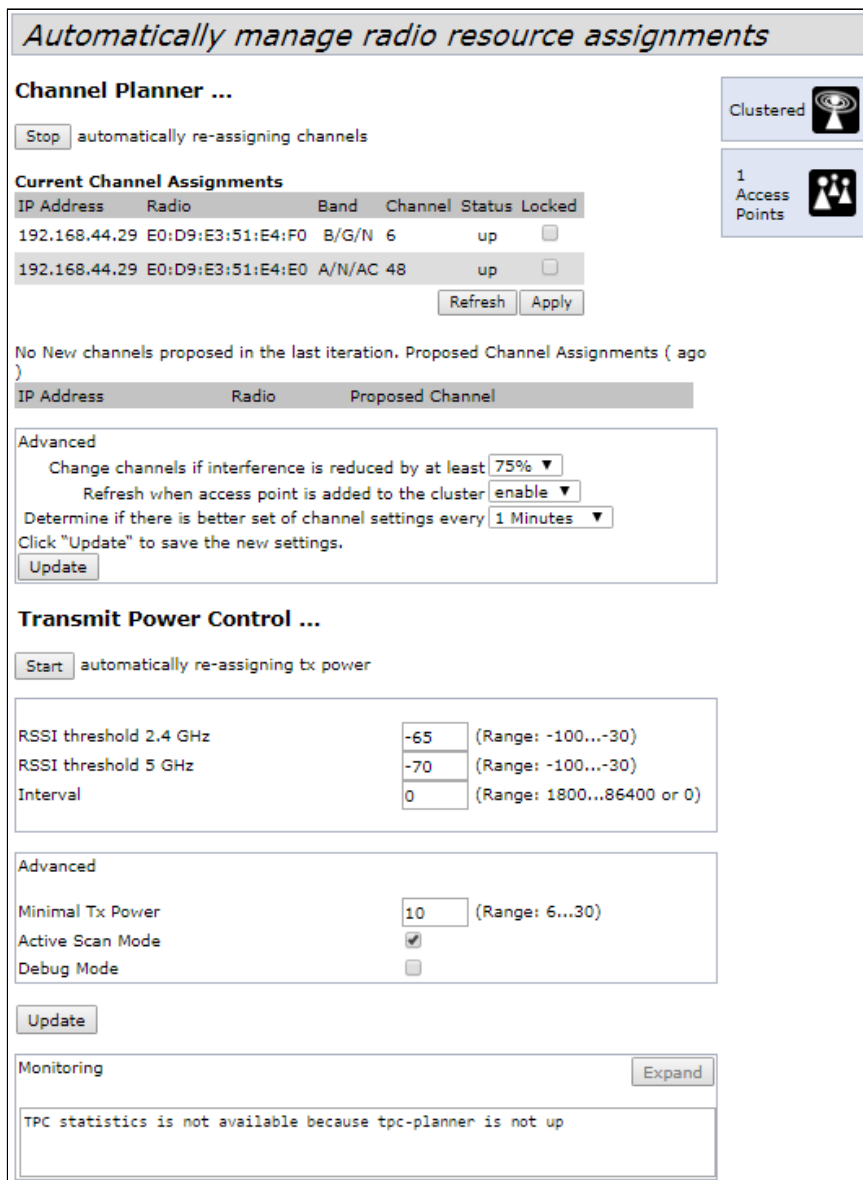 Automatically manage radio resource assignments
Channel Planner ...
Clustered
Stop automatically re-assigning channels
1
Access
Points
Current Channel Assignments
IP Address Radio Band Channel Status Locked
192.168.44.29 E0:D9:E3:51:E4:F0 B/G/N 6 up
192.168.44.29 E0:D9:E3:51:E4:E0 A/N/AC 48 up
Refresh Apply
No New channels proposed in the last iteration. Proposed Channel Assignments ( ago
)
IP Address Radio Proposed Channel
Advanced
Change channels if interference is reduced by at least 75%
Refresh when access point is added to the cluster enable
Determine if there is better set of channel settings every 1 Minutes
Click "Update" to save the new settings.
Update
Transmit Power Control ...
Start automatically re-assigning tx power
RSSI threshold 2.4 GHz -65 (Range: -100...-30)
RSSI threshold 5 GHz -70 (Range: -100...-30)
Interval 0 (Range: 1800...86400 or 0)
Advanced
Minimal Tx Power 10 (Range: 6...30)
Active Scan Mode
Debug Mode
Update
Monitoring Expand
TPC statistics is not available because tpc-planner is not up